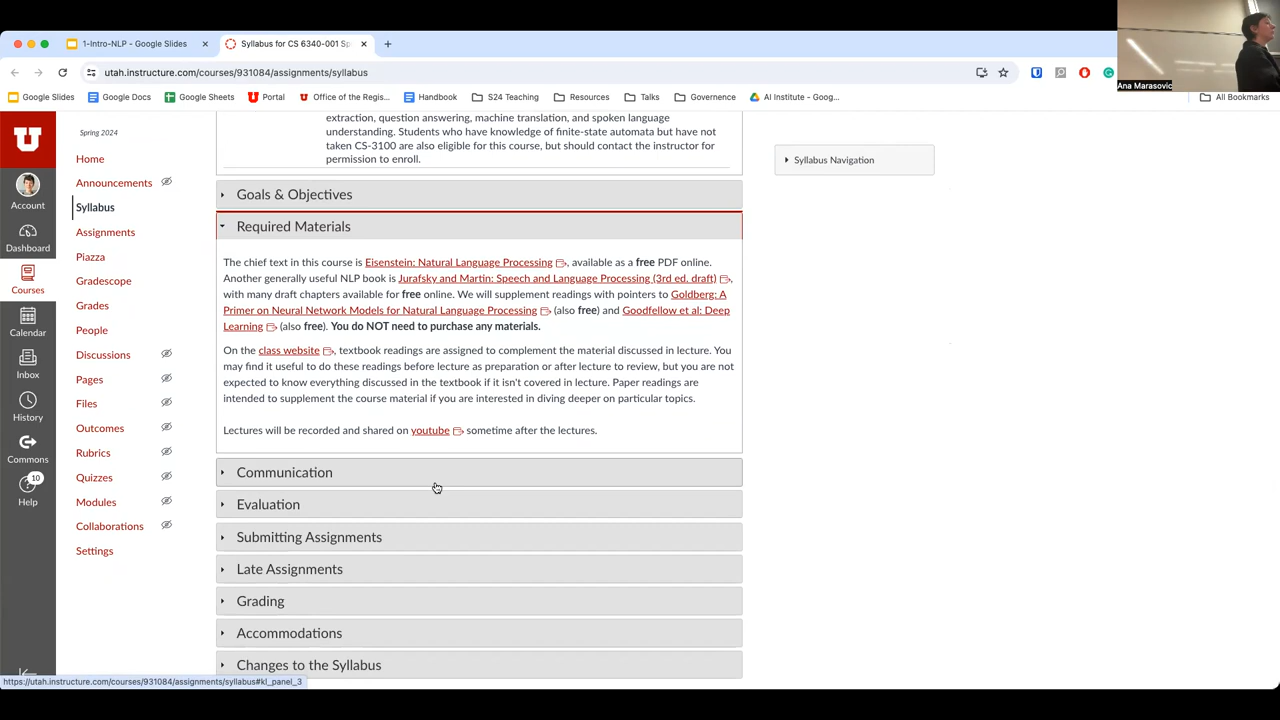 1-Intro-NLP - Google Slides
Syllabus for CS 6340-001 Sp
utah.instructure.com/courses/931084/assignments/syllabus
Google Slides
Google Docs
Google Sheets
Portal
Office of the Regis...
Handbook
S24 Teaching
Resources
Talks
Governence
AI Institute - Goog...
All Bookmarks
Ana Marasovic
Account
Dashboard
Courses
Calendar
Inbox
History
Commons
10
Help
Spring 2024
Home
Announcements
Syllabus
Assignments
Piazza
Gradescope
Grades
People
Discussions
Pages
Files
Outcomes
Rubrics
Quizzes
Modules
Collaborations
Settings
extraction, question answering, machine translation, and spoken language
understanding. Students who have knowledge of finite-state automata but have not
taken CS-3100 are also eligible for this course, but should contact the instructor for
permission to enroll.
Goals & Objectives
Required Materials
The chief text in this course is Eisenstein: Natural Language Processing, available as a free PDF online.
Another generally useful NLP book is Jurafsky and Martin: Speech and Language Processing (3rd ed. draft),
with many draft chapters available for free online. We will supplement readings with pointers to Goldberg: A
Primer on Neural Network Models for Natural Language Processing (also free) and Goodfellow et al: Deep
Learning (also free). You do NOT need to purchase any materials.
On the class website, textbook readings are assigned to complement the material discussed in lecture. You
may find it useful to do these readings before lecture as preparation or after lecture to review, but you are not
expected to know everything discussed in the textbook if it isn't covered in lecture. Paper readings are
intended to supplement the course material if you are interested in diving deeper on particular topics.
Lectures will be recorded and shared on youtube sometime after the lectures.
Communication
Evaluation
Submitting Assignments
Late Assignments
Grading
Accommodations
Changes to the Syllabus
Syllabus Navigation
https://utah.instructure.com/courses/931084/assignments/syllabus#kl_panel_3